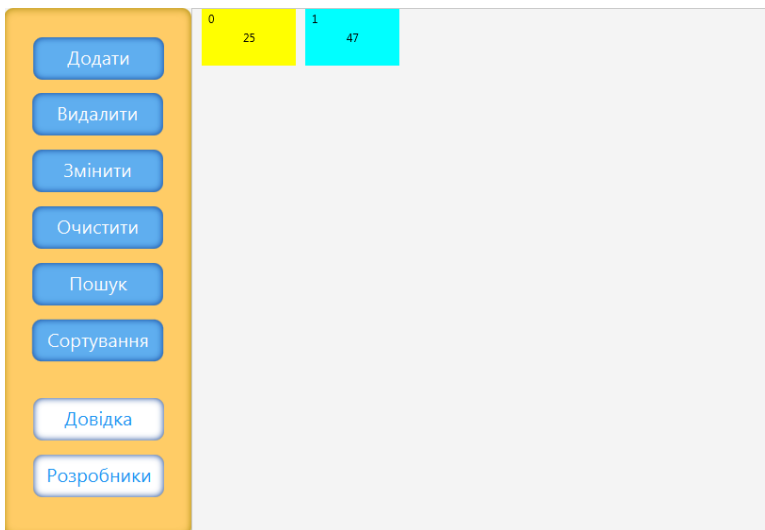 Додати
Видалити
Змінити
Очистити
Пошук
Сортування
Довідка
Розробники
0
25
1
47